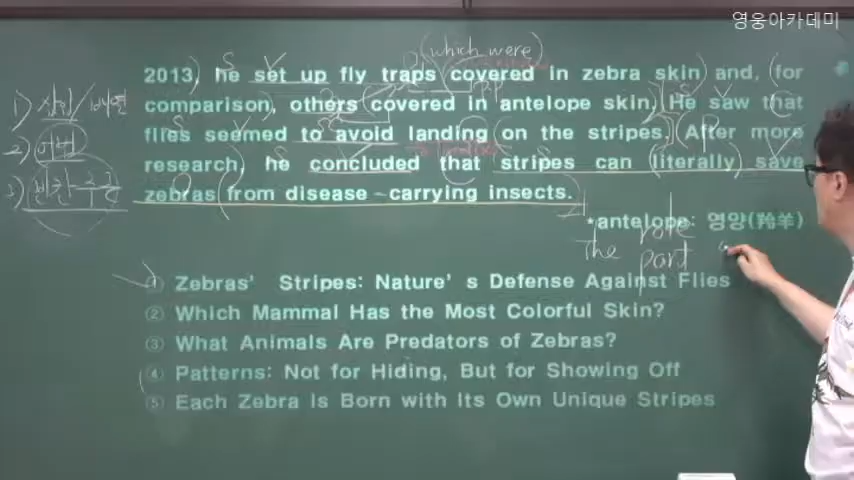 영웅아카데미
(which were)
S V
2013, he set up fly traps covered in zebra skin and, for
comparison, others covered in antelope skin. He saw that
flies seemed to avoid landing on the stripes. After more
research, he concluded that stripes can literally save
zebras from disease-carrying insects.
*antelope: 영양(羚羊)
The role
part
① Zebras' Stripes: Nature's Defense Against Flies
② Which Mammal Has the Most Colorful Skin?
③ What Animals Are Predators of Zebras?
④ Patterns: Not for Hiding, But for Showing Off
⑤ Each Zebra Is Born with Its Own Unique Stripes
1)
2) 어법
3) 빈칸